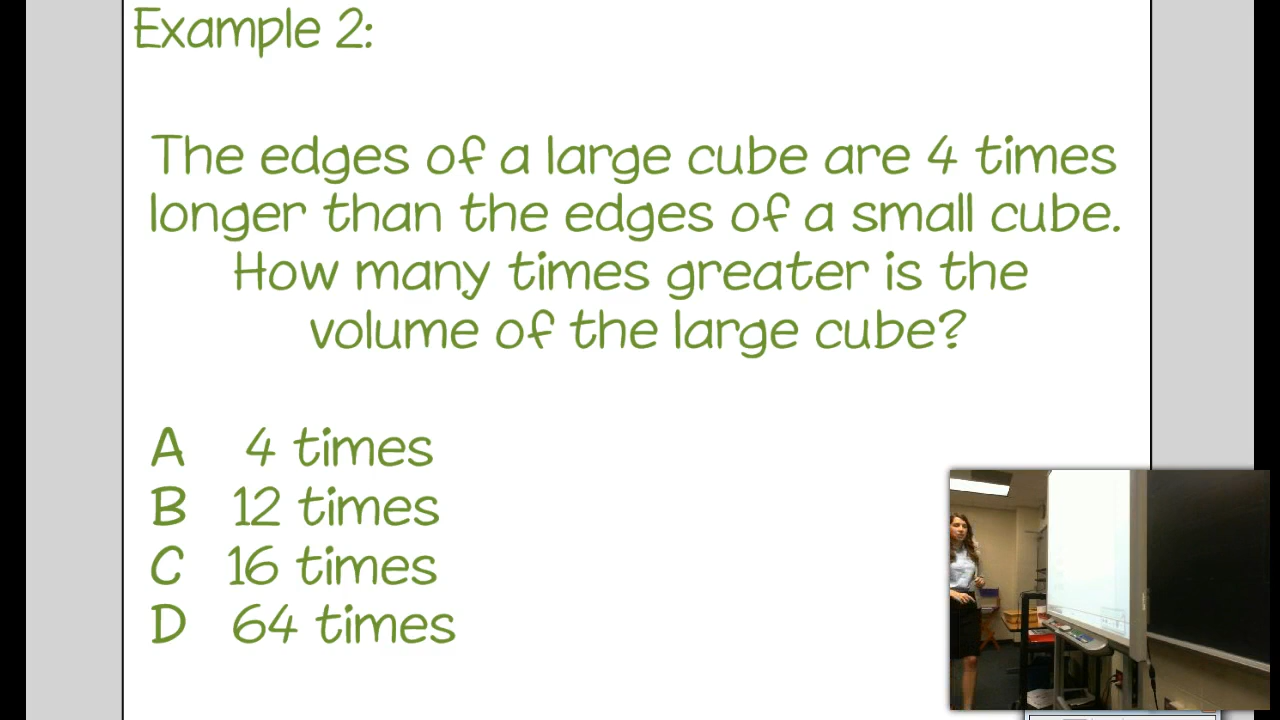 Example 2:
The edges of a large cube are 4 times
longer than the edges of a small cube.
How many times greater is the
volume of the large cube?
A 4 times
B 12 times
C 16 times
D 64 times